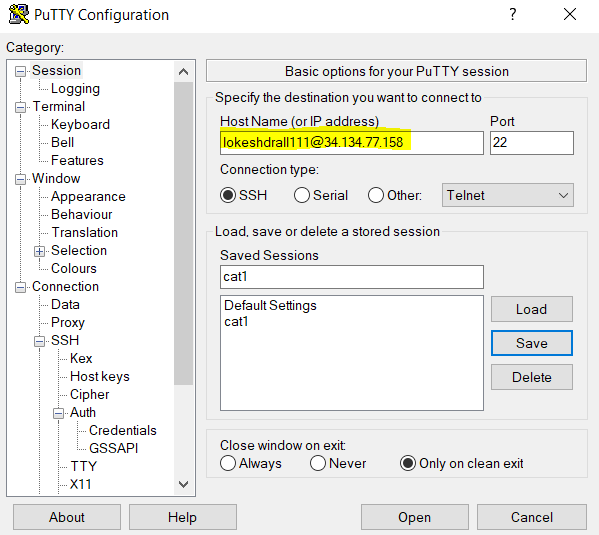 PuTTY Configuration
?
Category:
Session
Logging
Terminal
Keyboard
Bell
Features
Window
Appearance
Behaviour
Translation
Selection
Colours
Connection
Data
Proxy
SSH
Kex
Host keys
Cipher
Auth
Credentials
GSSAPI
TTY
X11
Basic options for your PuTTY session
Specify the destination you want to connect to
Host Name (or IP address) Port
lokeshdrall111@34.134.77.158 22
Connection type:
SSH Serial Other: Telnet
Load, save or delete a stored session
Saved Sessions
cat1
Default Settings
cat1
Load
Save
Delete
Close window on exit:
Always Never Only on clean exit
About Help Open Cancel